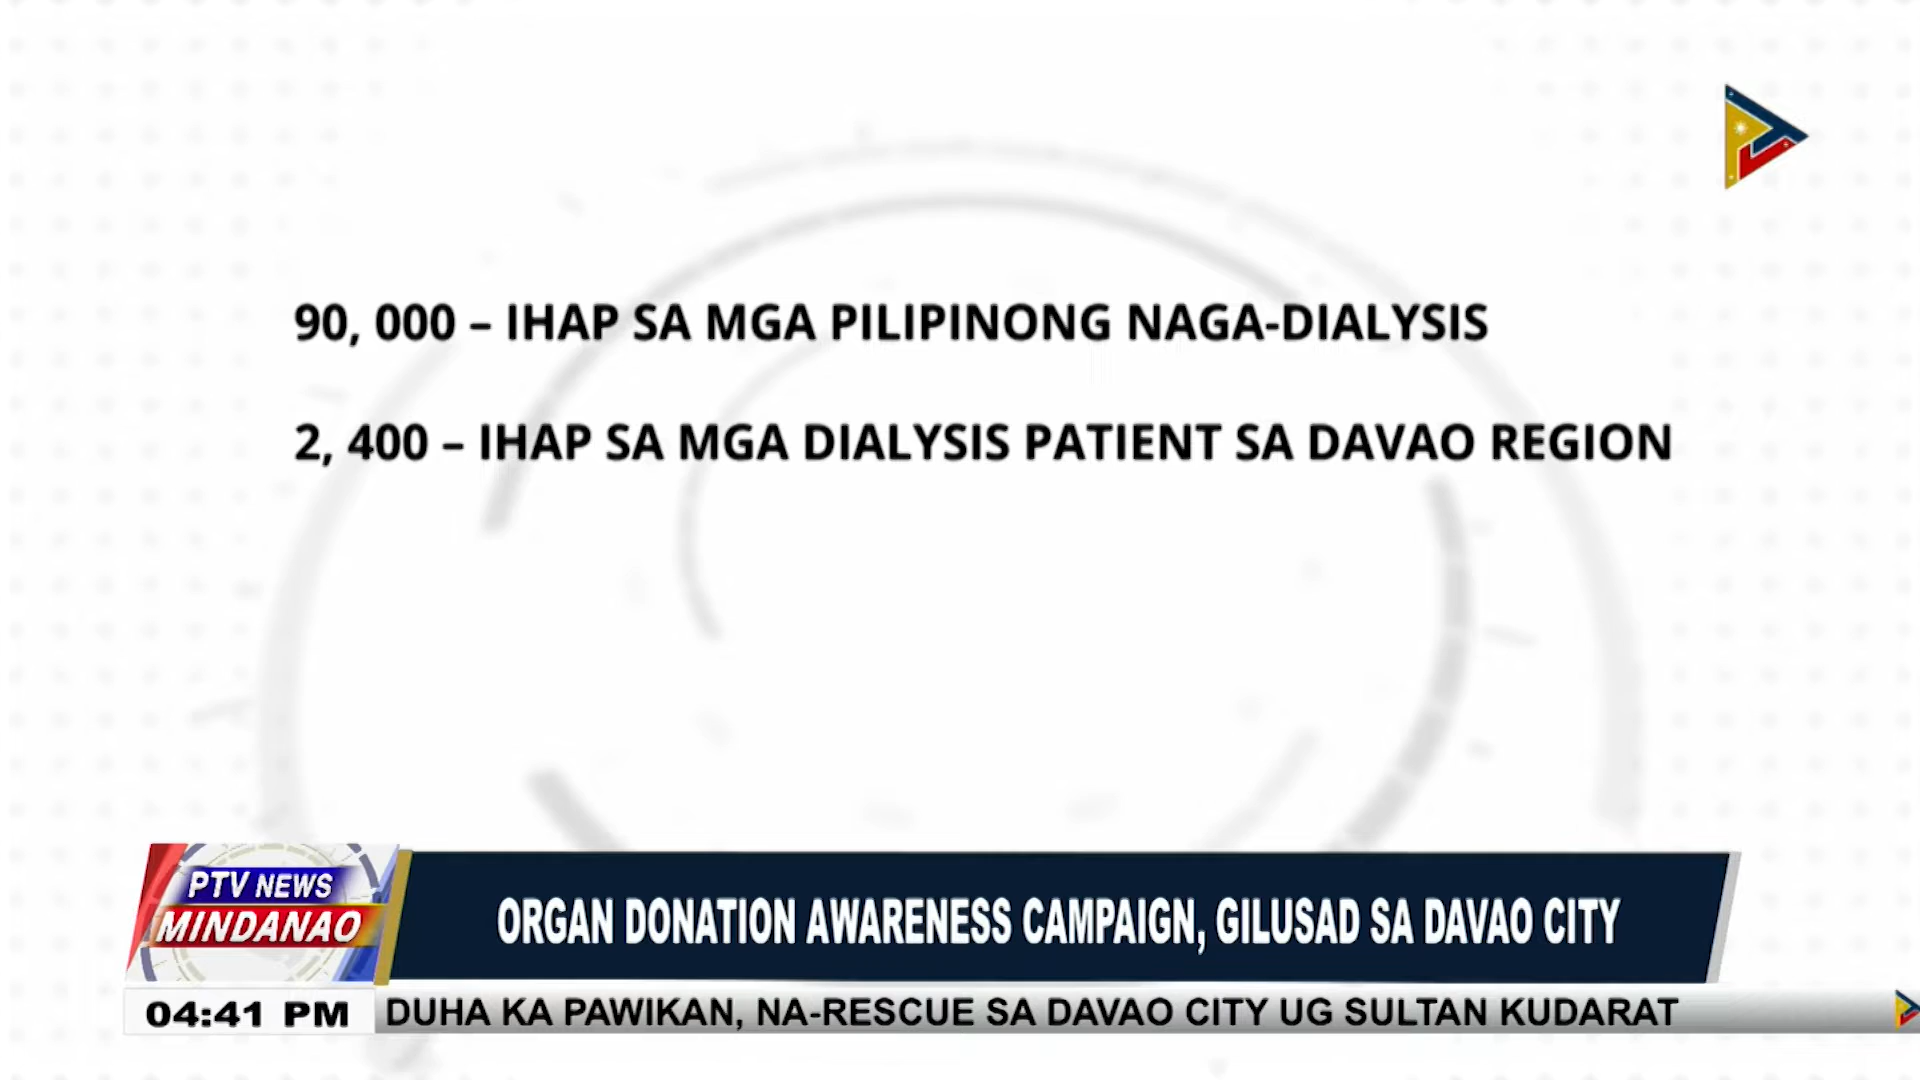 90, 000 – IHAP SA MGA PILIPINONG NAGA-DIALYSIS
2, 400 – IHAP SA MGA DIALYSIS PATIENT SA DAVAO REGION
PTV NEWS
MINDANAO
ORGAN DONATION AWARENESS CAMPAIGN, GILUSAD SA DAVAO CITY
04:41 PM
DUHA KA PAWIKAN, NA-RESCUE SA DAVAO CITY UG SULTAN KUDARAT